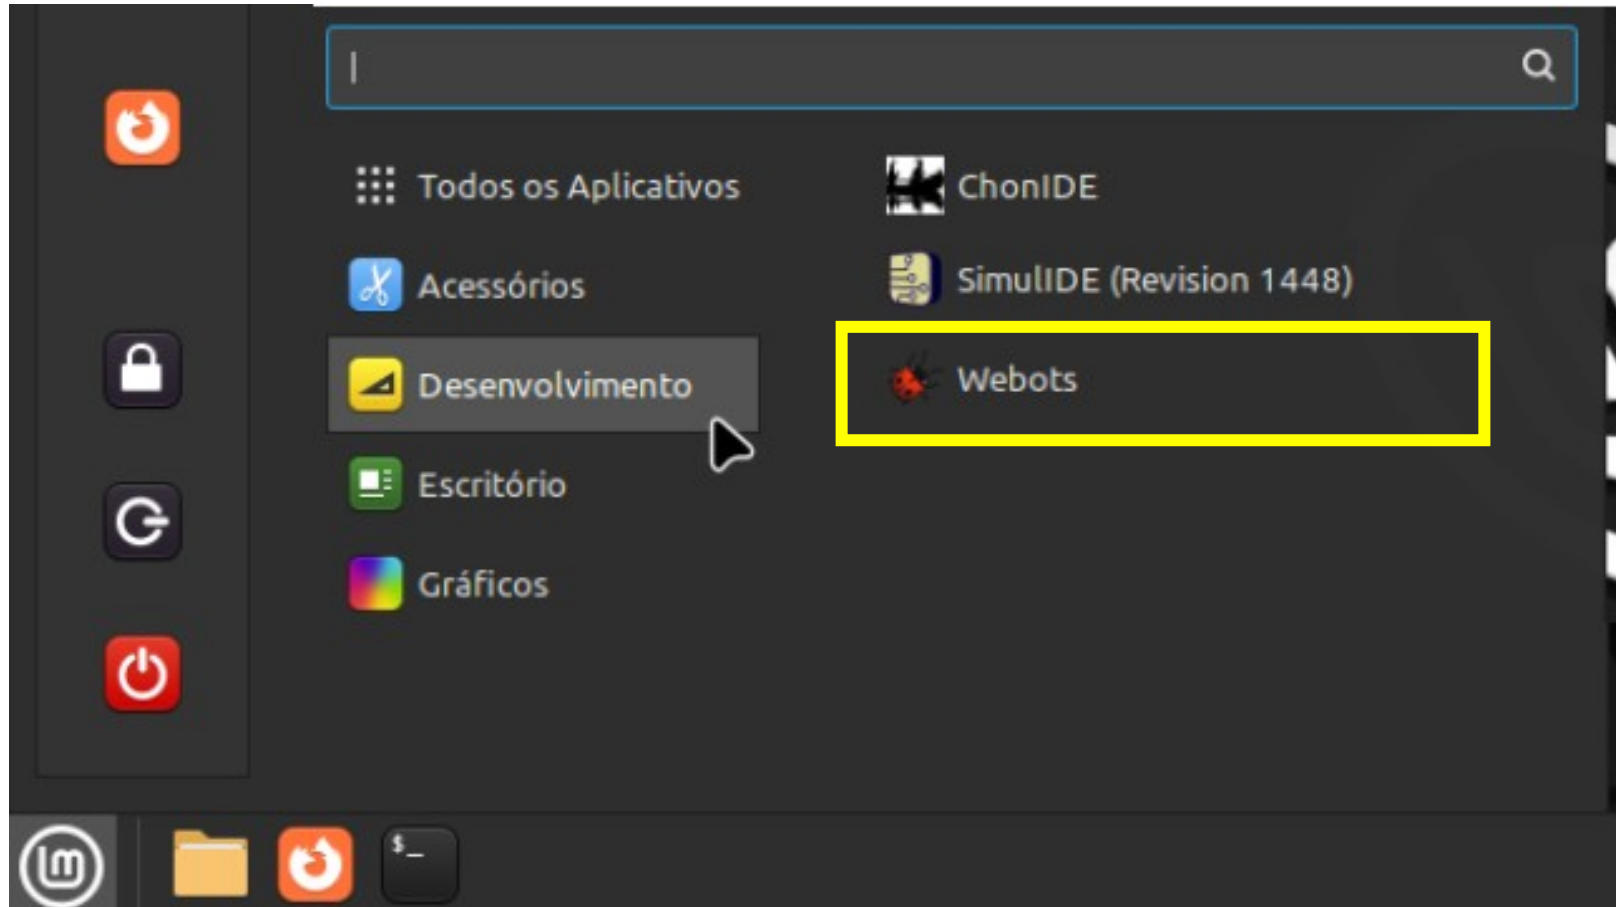 Todos os Aplicativos
ChonIDE
Acessórios
SimulIDE (Revision 1448)
Desenvolvimento
Webots
Escritório
Gráficos
$_